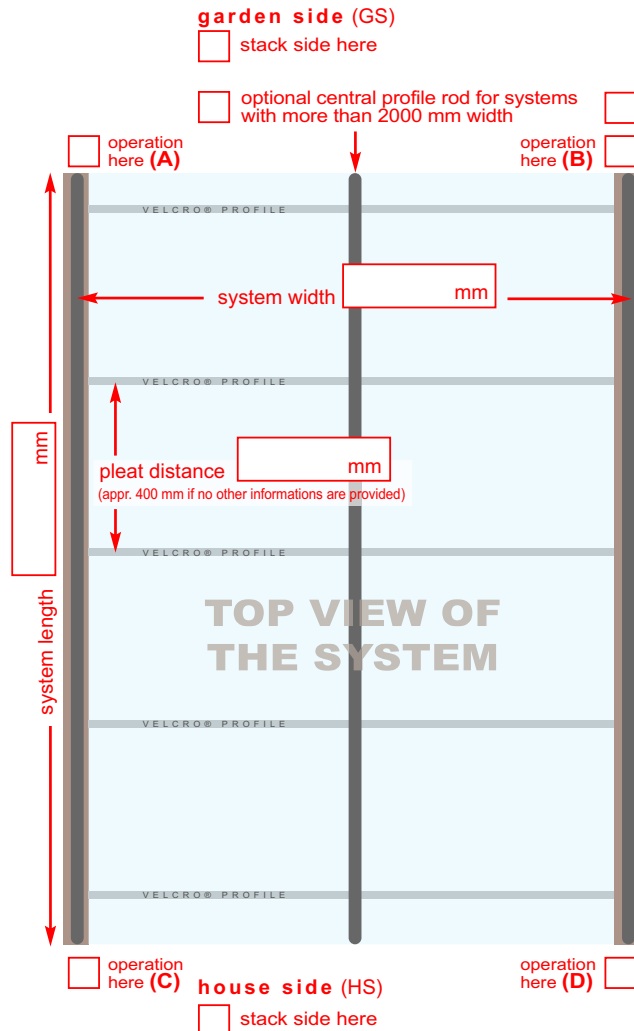 garden side (GS)
stack side here
optional central profile rod for systems
with more than 2000 mm width
operation
here (A)
operation
here (B)
VELCRO® PROFILE
system width
mm
VELCRO® PROFILE
mm
pleat distance
mm
(appr. 400 mm if no other informations are provided)
VELCRO® PROFILE
TOP VIEW OF
THE SYSTEM
system length
VELCRO® PROFILE
VELCRO® PROFILE
operation
here (C)
operation
here (D)
house side (HS)
stack side here